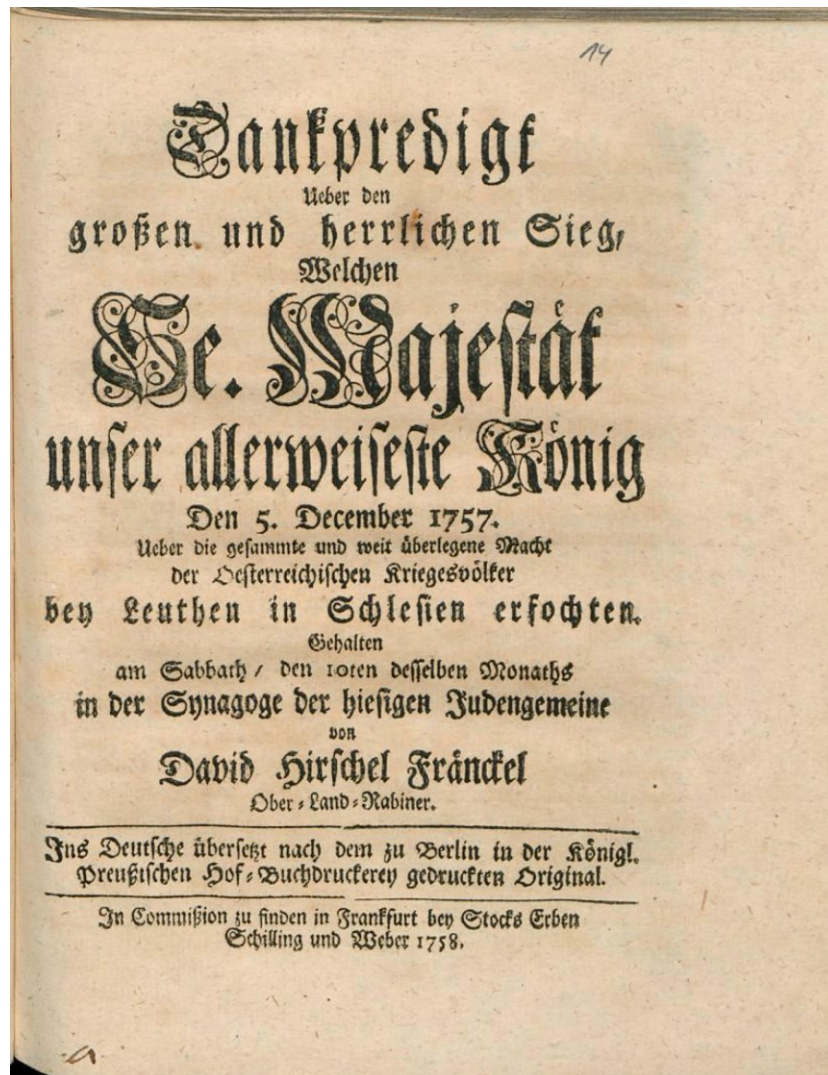 14
Dankpredigt
Ueber den
großen und herrlichen Sieg,
Welchen
Se. Majestät
unser allerweiseste König
Den 5. December 1757.
Ueber die gesammte und weit überlegene Macht
der Oesterreichischen Kriegesvölker
bey Leuthen in Schlesien erfochten.
Gehalten
am Sabbath / den 10ten desselben Monaths
in der Synagoge der hiesigen Judengemeine
von
David Hirschel Fränckel
Ober-Land-Rabiner.
Ins Deutsche übersetzt nach dem zu Berlin in der Königl.
Preußischen Hof-Buchdruckerey gedruckten Original.
In Commißion zu finden in Frankfurt bey Stocks Erben
Schilling und Weber 1758.